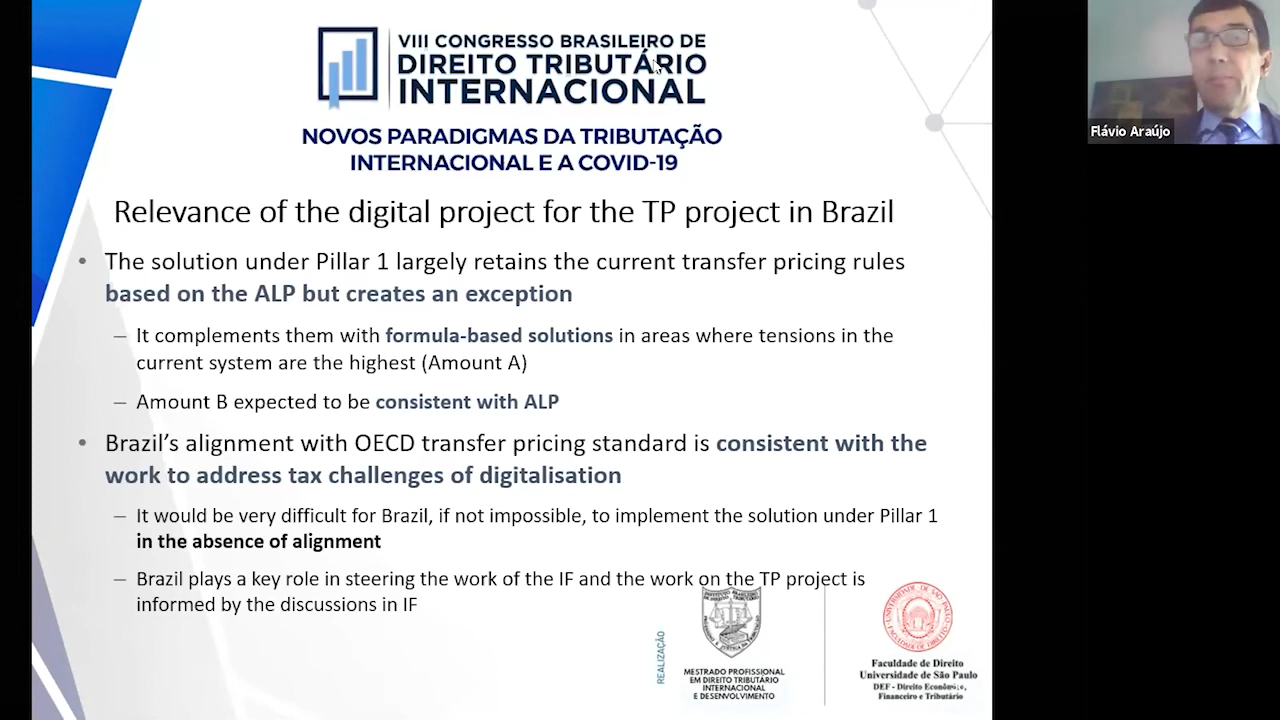 VIII CONGRESSO BRASILEIRO DE
DIREITO TRIBUTÁRIO
INTERNACIONAL
NOVOS PARADIGMAS DA TRIBUTAÇÃO
INTERNACIONAL E A COVID-19
Flávio Araújo
Relevance of the digital project for the TP project in Brazil
• The solution under Pillar 1 largely retains the current transfer pricing rules
based on the ALP but creates an exception
– It complements them with formula-based solutions in areas where tensions in the
current system are the highest (Amount A)
– Amount B expected to be consistent with ALP
• Brazil’s alignment with OECD transfer pricing standard is consistent with the
work to address tax challenges of digitalisation
– It would be very difficult for Brazil, if not impossible, to implement the solution under Pillar 1
in the absence of alignment
– Brazil plays a key role in steering the work of the IF and the work on the TP project is
informed by the discussions in IF
REALIZAÇÃO
MESTRADO PROFISSIONAL
EM DIREITO TRIBUTÁRIO
INTERNACIONAL
E DESENVOLVIMENTO
Faculdade de Direito
Universidade de São Paulo
DEF - Direito Econômico,
Financeiro e Tributário